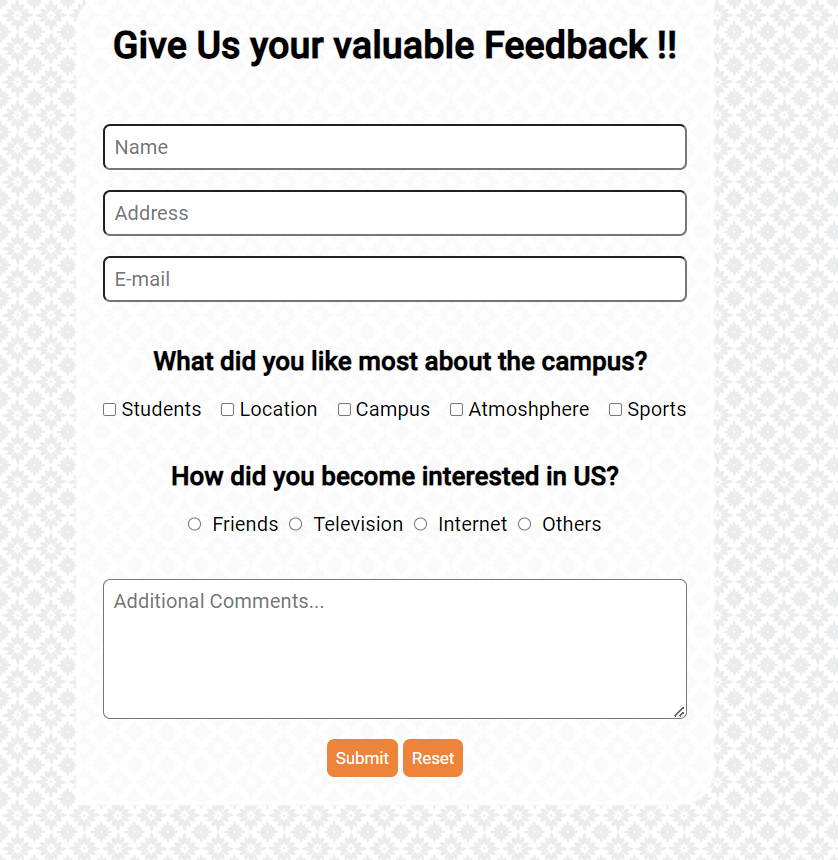 Give Us your valuable Feedback !!
Name
Address
E-mail
What did you like most about the campus?
Students Location Campus Atmoshphere Sports
How did you become interested in US?
Friends Television Internet Others
Additional Comments...
Submit Reset